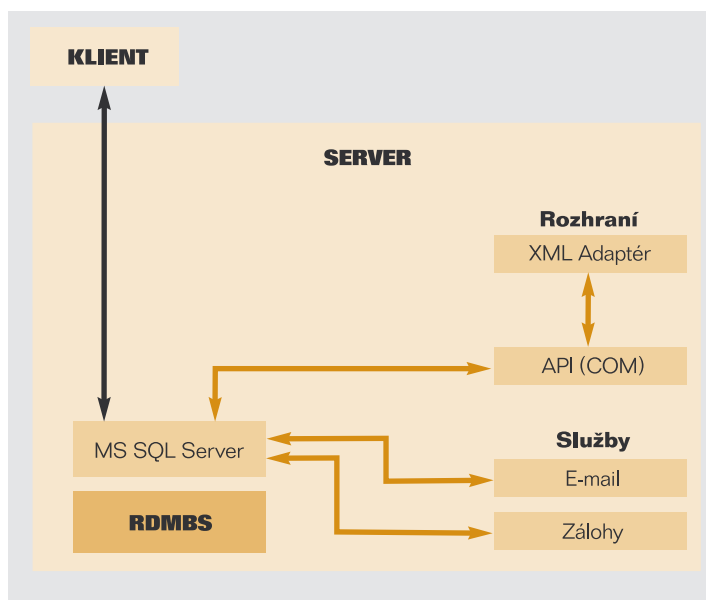 KLIENT
SERVER
Rozhraní
XML Adaptér
API (COM)
MS SQL Server
RDMBS
Služby
E-mail
Zálohy